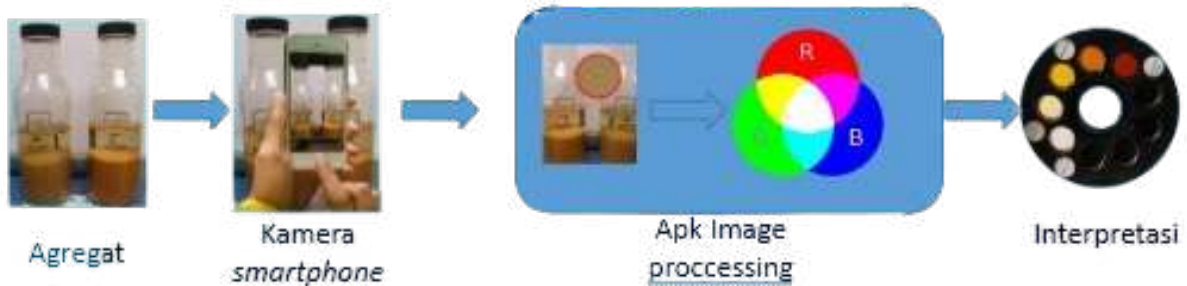 R
G
B
Agregat
Kamera
smartphone
Apk Image
proccessing
Interpretasi